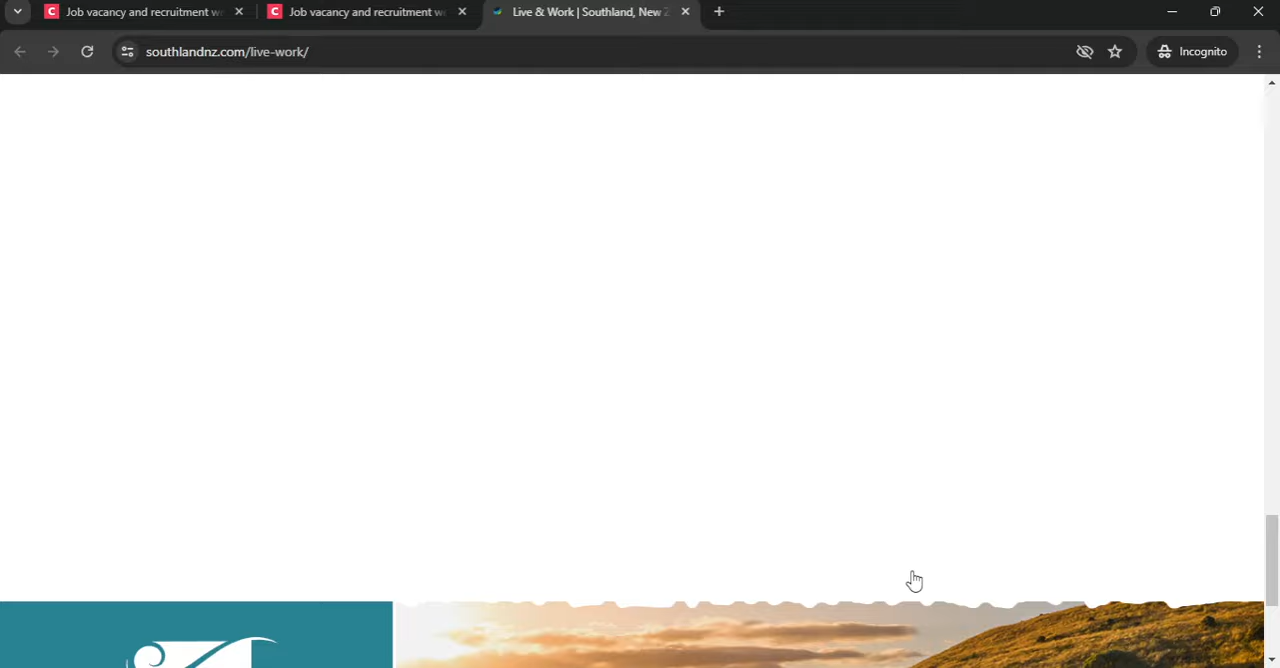 Job vacancy and recruitment w
Job vacancy and recruitment w
Live & Work | Southland, New Z
southlandnz.com/live-work/
Incognito